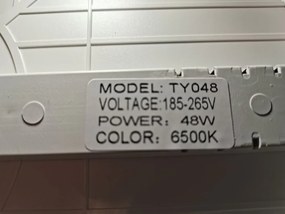 MODEL: TY048
VOLTAGE:185-265V
POWER: 48W
COLOR: 6500K